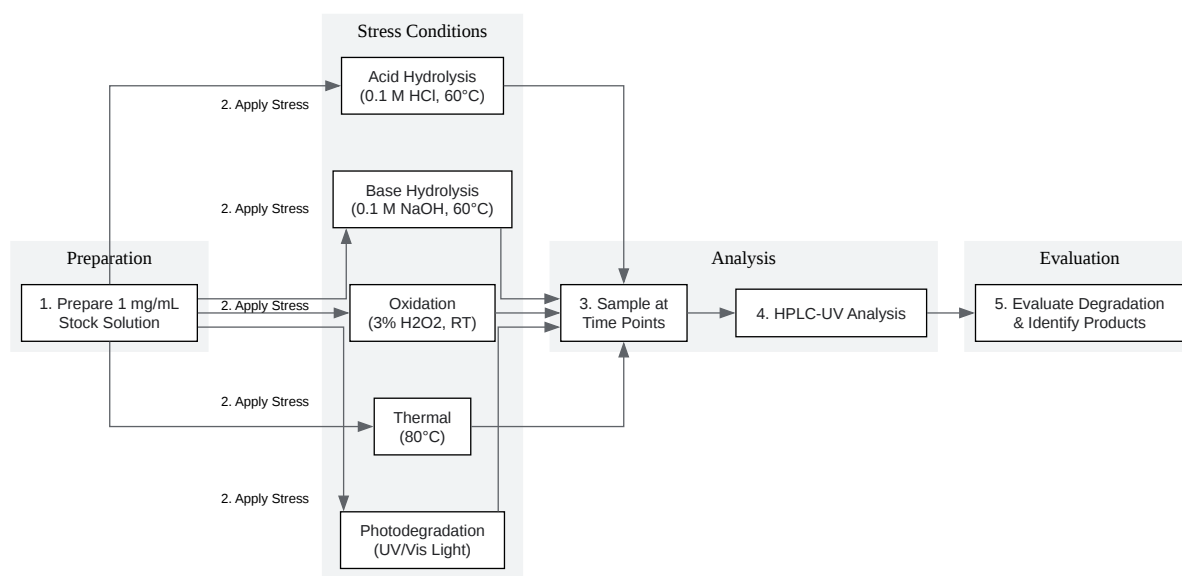 Stress Conditions
Acid Hydrolysis
(0.1 M HCl, 60°C)
2. Apply Stress
Base Hydrolysis
(0.1 M NaOH, 60°C)
2. Apply Stress
Preparation
1. Prepare 1 mg/mL
Stock Solution
2. Apply Stress
Oxidation
(3% H2O2, RT)
2. Apply Stress
Thermal
(80°C)
2. Apply Stress
Photodegradation
(UV/Vis Light)
Analysis
3. Sample at
Time Points
4. HPLC-UV Analysis
Evaluation
5. Evaluate Degradation
& Identify Products